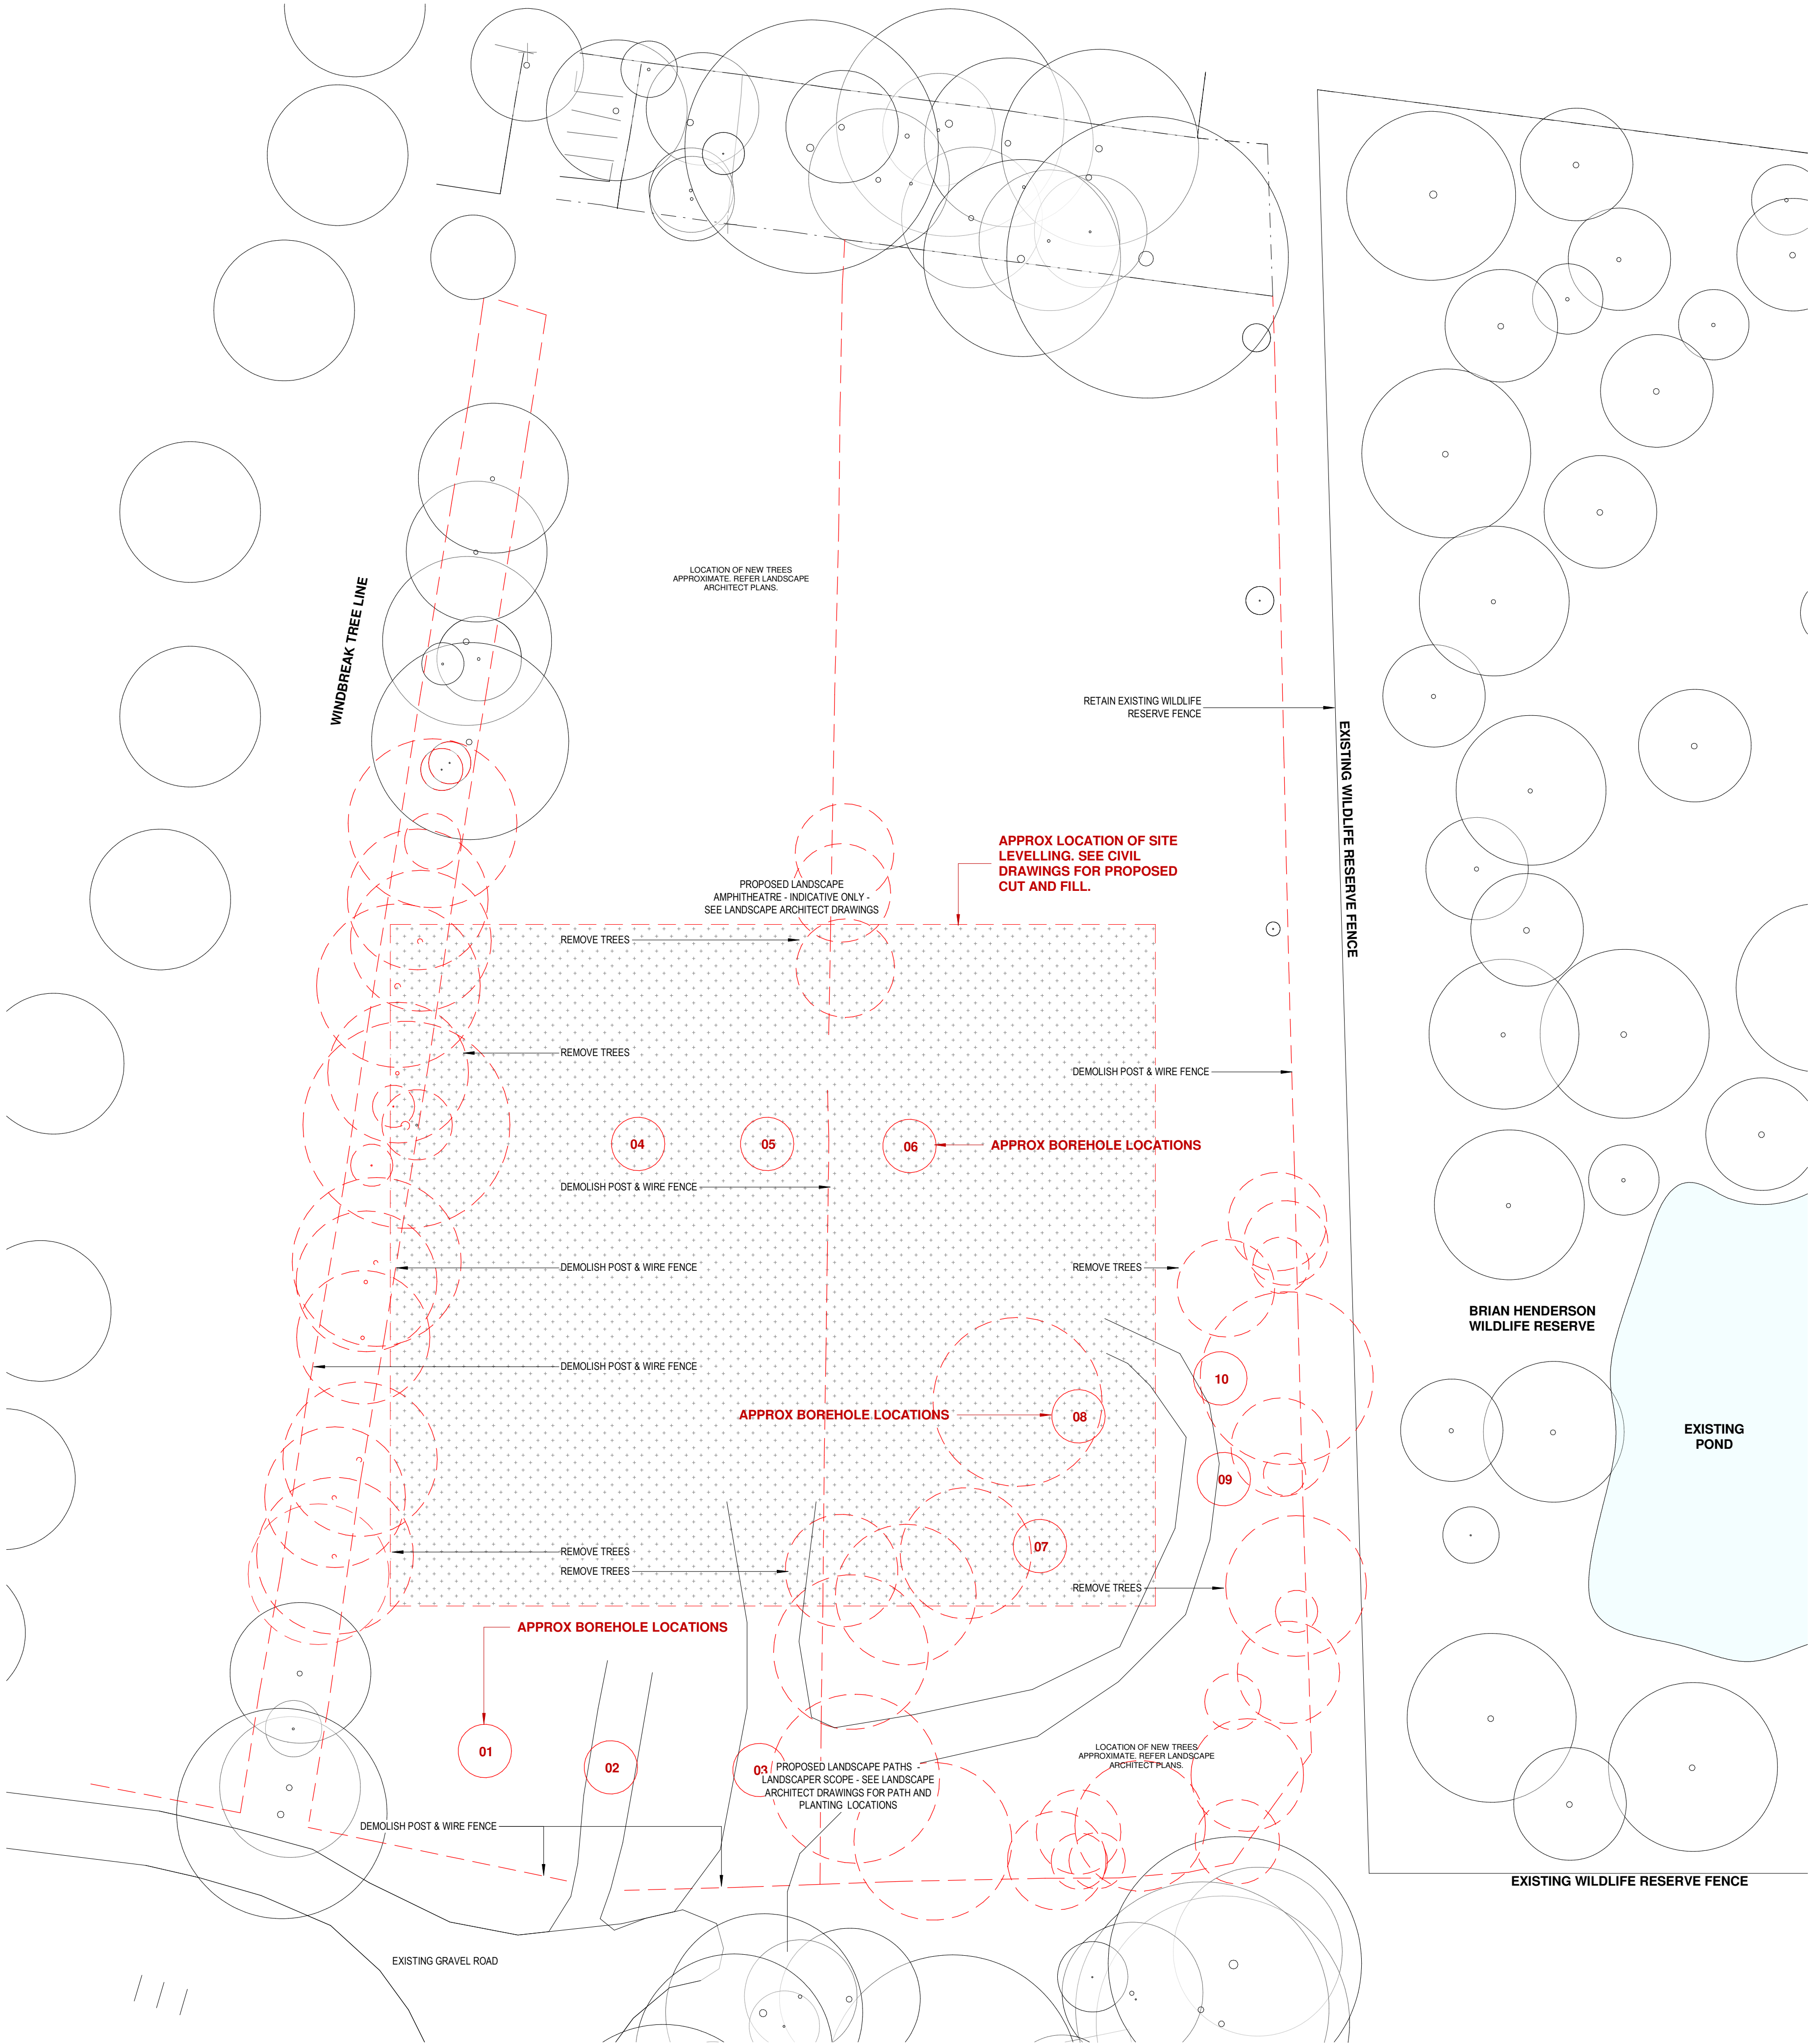 LOCATION OF NEW TREES
APPROXIMATE. REFER LANDSCAPE
ARCHITECT PLANS.
WINDBREAK TREE LINE
RETAIN EXISTING WILDLIFE
RESERVE FENCE
EXISTING WILDLIFE RESERVE FENCE
APPROX LOCATION OF SITE
LEVELLING. SEE CIVIL
DRAWINGS FOR PROPOSED
CUT AND FILL.
PROPOSED LANDSCAPE
AMPHITHEATRE - INDICATIVE ONLY -
SEE LANDSCAPE ARCHITECT DRAWINGS
REMOVE TREES
REMOVE TREES
DEMOLISH POST & WIRE FENCE
04
05
06
APPROX BOREHOLE LOCATIONS
DEMOLISH POST & WIRE FENCE
DEMOLISH POST & WIRE FENCE
REMOVE TREES
BRIAN HENDERSON
WILDLIFE RESERVE
DEMOLISH POST & WIRE FENCE
10
APPROX BOREHOLE LOCATIONS
08
EXISTING
POND
09
07
REMOVE TREES
REMOVE TREES
REMOVE TREES
APPROX BOREHOLE LOCATIONS
01
02
03
PROPOSED LANDSCAPE PATHS -
LANDSCAPER SCOPE - SEE LANDSCAPE
ARCHITECT DRAWINGS FOR PATH AND
PLANTING LOCATIONS
LOCATION OF NEW TREES
APPROXIMATE. REFER LANDSCAPE
ARCHITECT PLANS.
DEMOLISH POST & WIRE FENCE
EXISTING WILDLIFE RESERVE FENCE
EXISTING GRAVEL ROAD